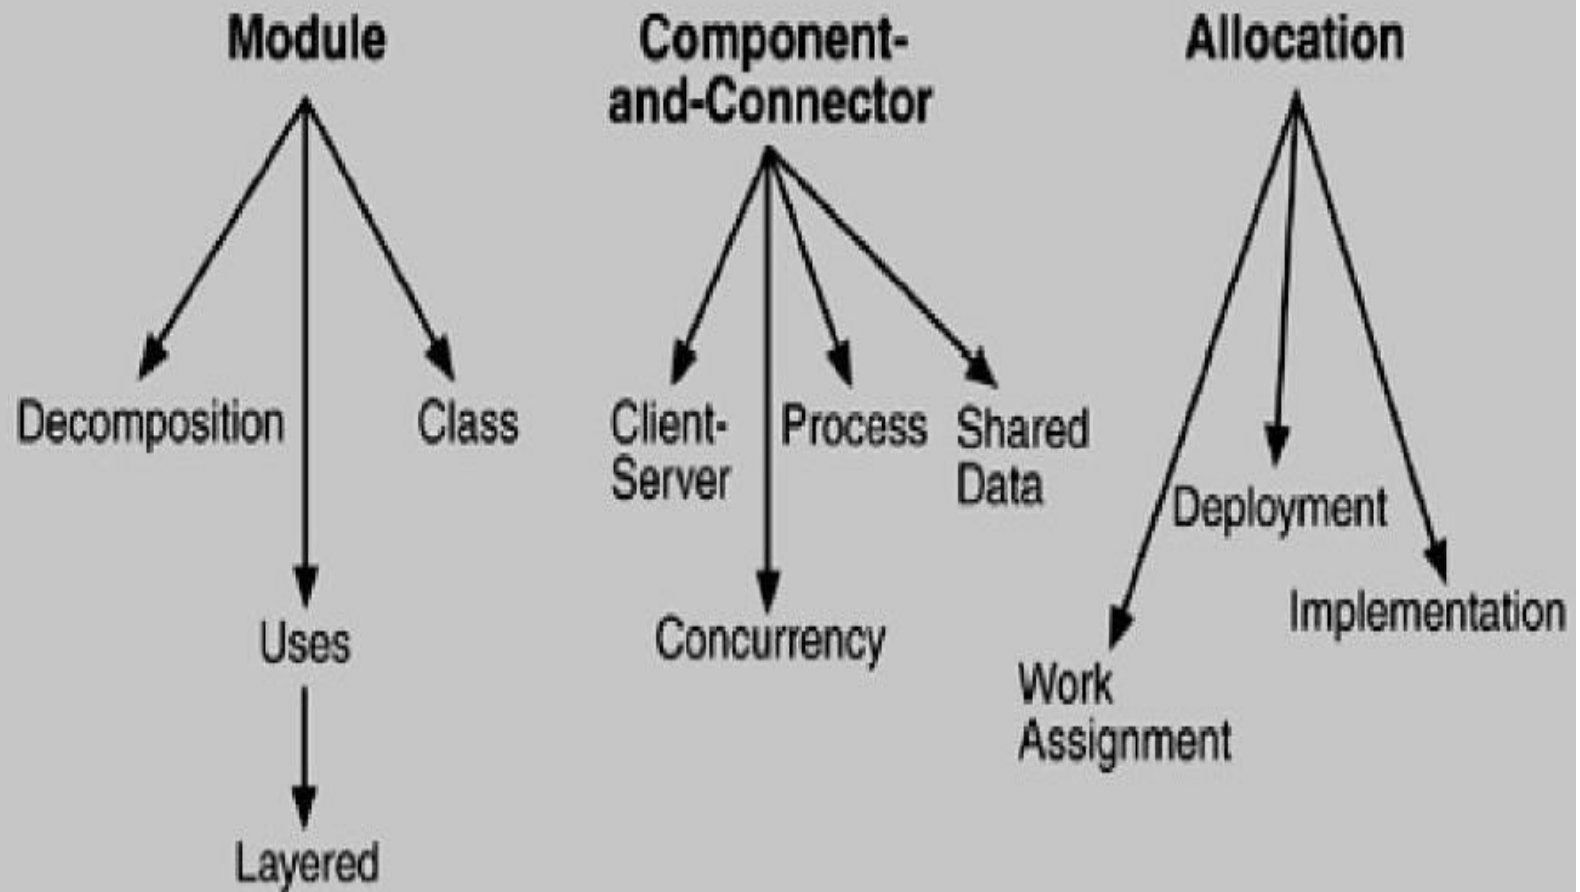 Module
Component-
and-Connector
Allocation
Decomposition
Class
Client-
Server
Process
Shared
Data
Deployment
Uses
Concurrency
Implementation
Work
Assignment
Layered